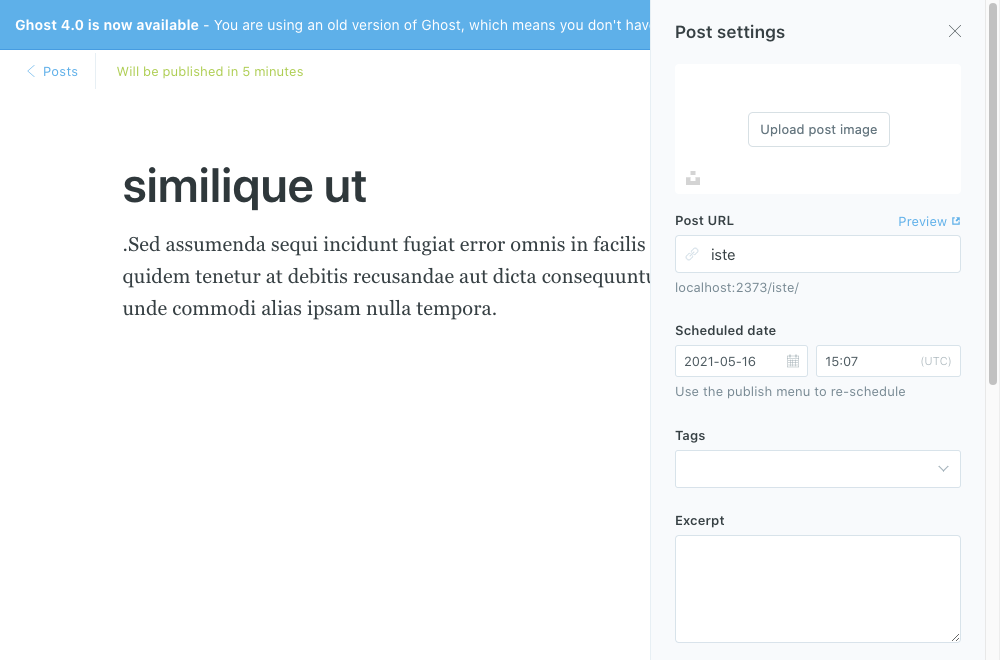 Ghost 4.0 is now available - You are using an old version of Ghost, which means you don't hav
Posts
Will be published in 5 minutes
similique ut
.Sed assumenda sequi incidunt fugiat error omnis in facilis
quidem tenetur at debitis recusandae aut dicta consequuntu
unde commodi alias ipsam nulla tempora.
Post settings
Upload post image
Post URL
Preview
iste
localhost:2373/iste/
Scheduled date
2021-05-16
15:07
(UTC)
Use the publish menu to re-schedule
Tags
Excerpt